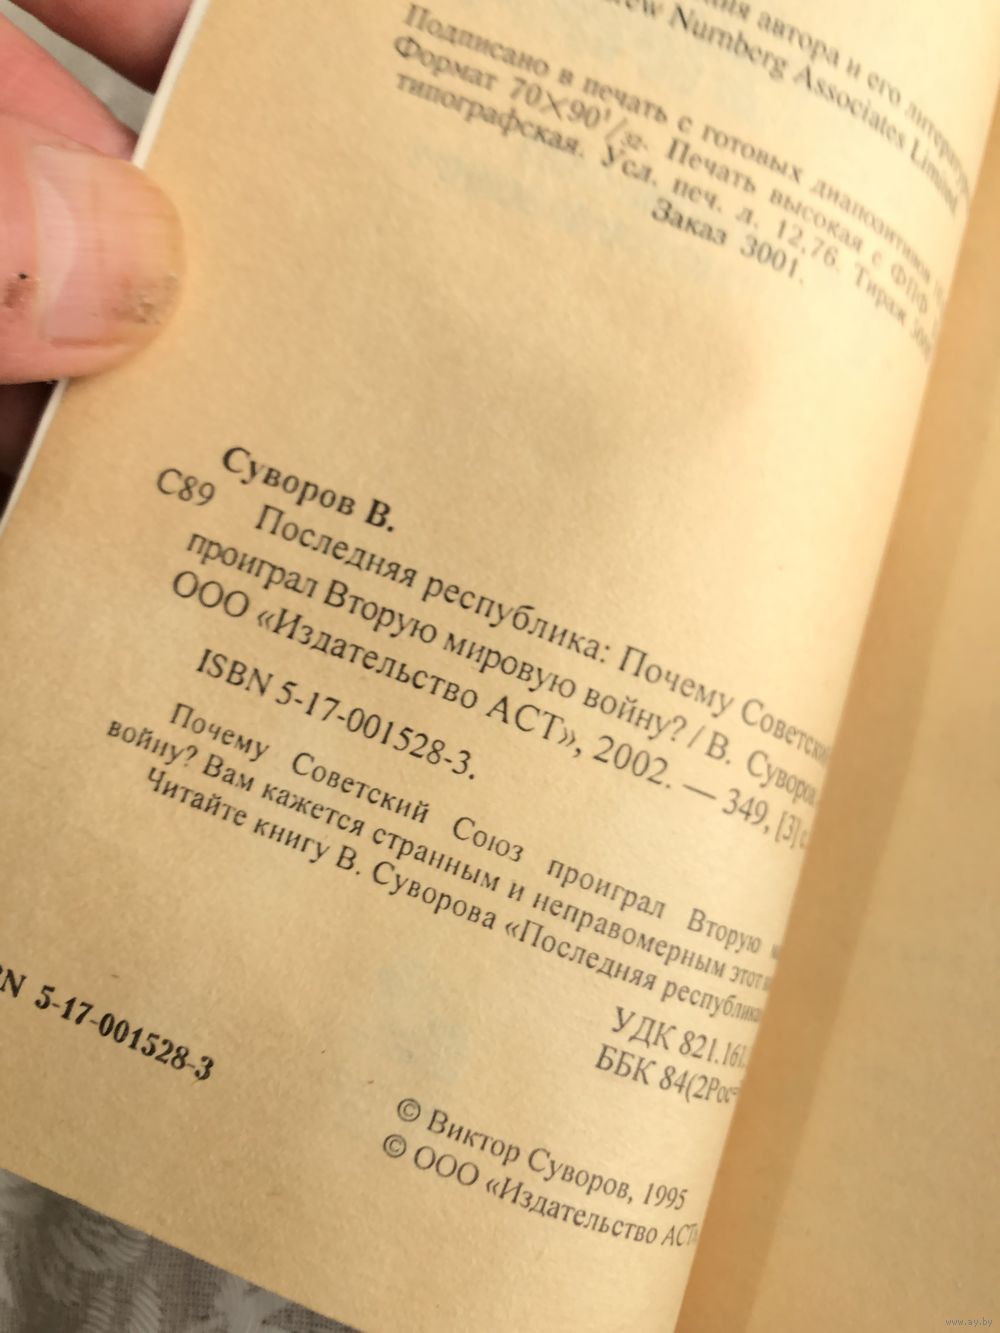 автора и его
Nurnberg Associates Limited
Подписано в печать с готовых диапозитивов
Формат 70×90¹/₃₂. Печать высокая с ФПФ
типографская. Усл. печ. л. 12,76. Тираж
Заказ 3001.
Суворов В.
С89 Последняя республика: Почему Советский
проиграл Вторую мировую войну? / В. Суворов.
ООО «Издательство АСТ», 2002. — 349, [3] с.
ISBN 5-17-001528-3.
Почему Советский Союз проиграл Вторую
войну? Вам кажется странным и неправомерным этот
Читайте книгу В. Суворова «Последняя республика
УДК 821.161.
ББК 84(2Рос=
5-17-001528-3
© Виктор Суворов, 1995
© ООО «Издательство АСТ»
www.ay.by